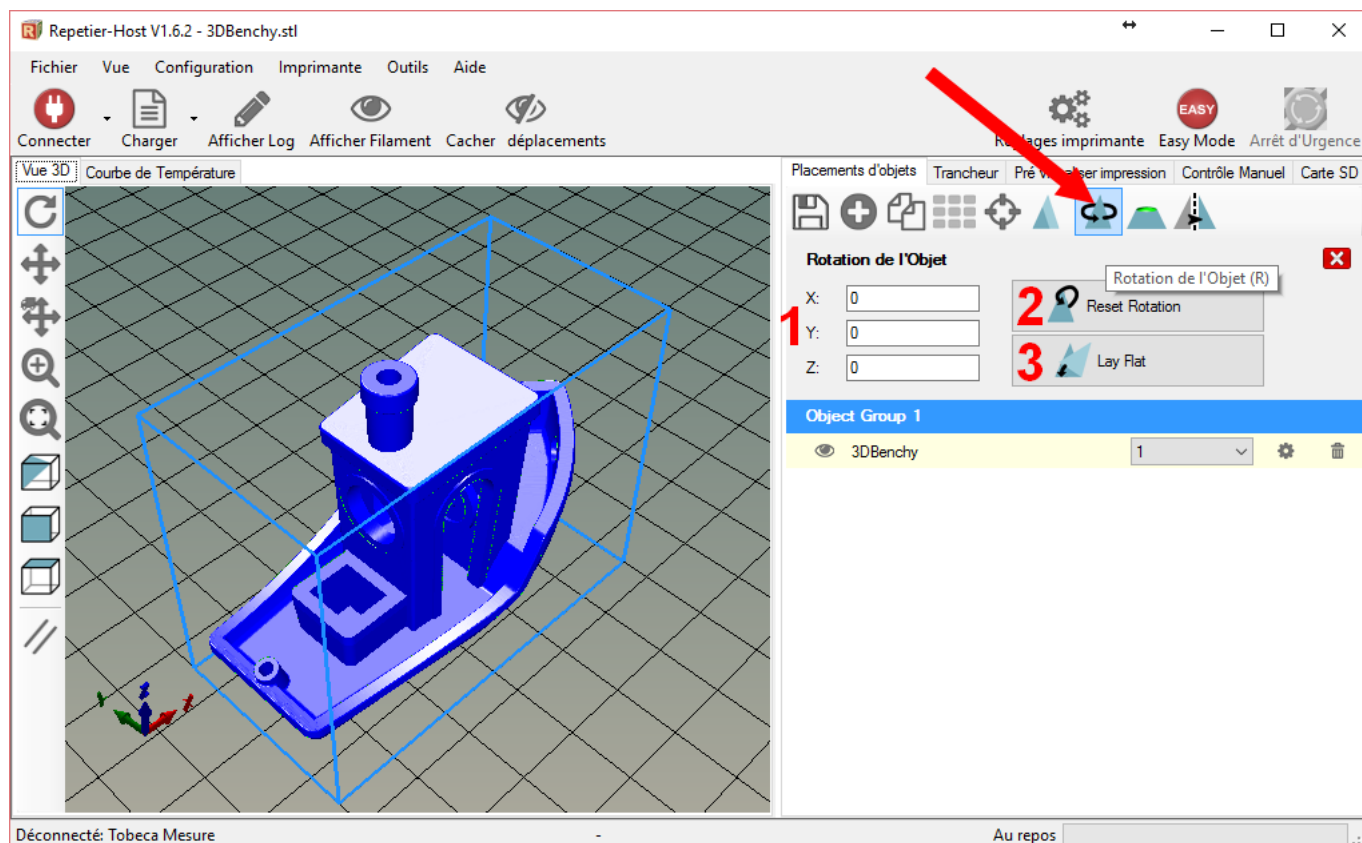 Repetier-Host V1.6.2 - 3DBenchy.stl
Fichier Vue Configuration Imprimante Outils Aide
EASY
Connecter Charger Afficher Log Afficher Filament Cacher déplacements imprimante Easy Mode Arrêt d'Urgence
Vue 3D Courbe de Température
Placements d'objets Trancheur Pré impression Contrôle Manuel Carte SD
Rotation de l'Objet
Rotation de l'Objet (R)
1
X: 0
Y: 0
Z: 0
2 Reset Rotation
3 Lay Flat
Object Group 1
3DBenchy 1
Déconnecté: Tobeca Mesure - Au repos